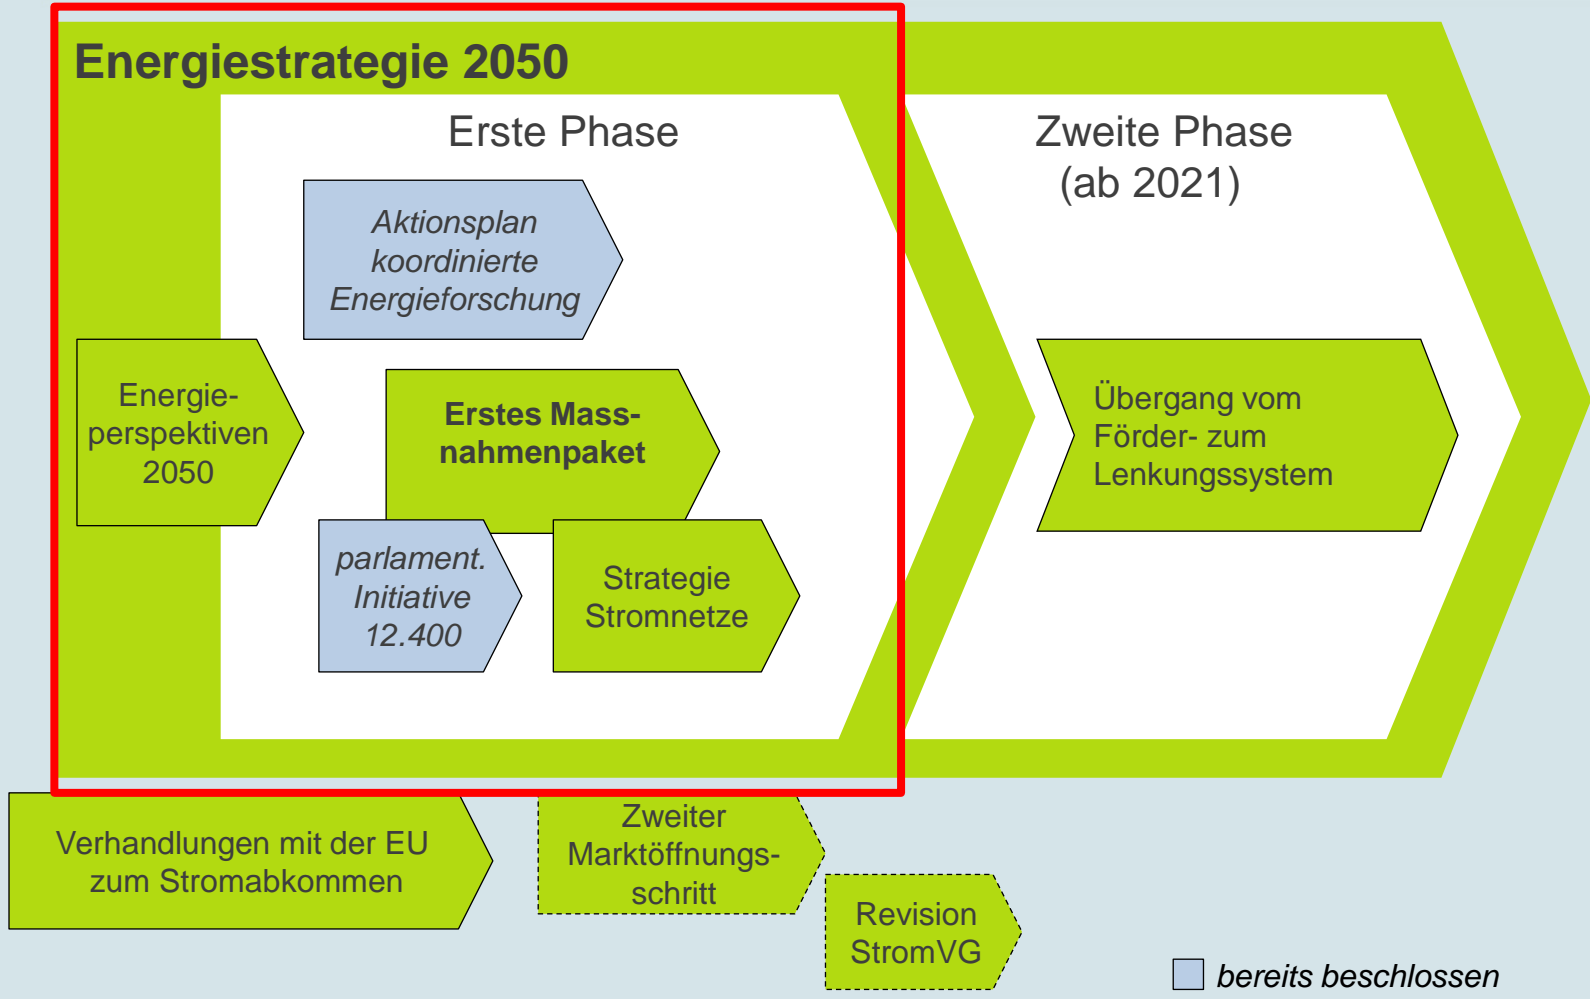 Energiestrategie 2050
Erste Phase
Zweite Phase
(ab 2021)
Aktionsplan
koordinierte
Energieforschung
Energie-
perspektiven
2050
Erstes Mass-
nahmenpaket
Übergang vom
Förder- zum
Lenkungssystem
parlament.
Initiative
12.400
Strategie
Stromnetze
Verhandlungen mit der EU
zum Stromabkommen
Zweiter
Marktöffnungs-
schritt
Revision
StromVG
bereits beschlossen